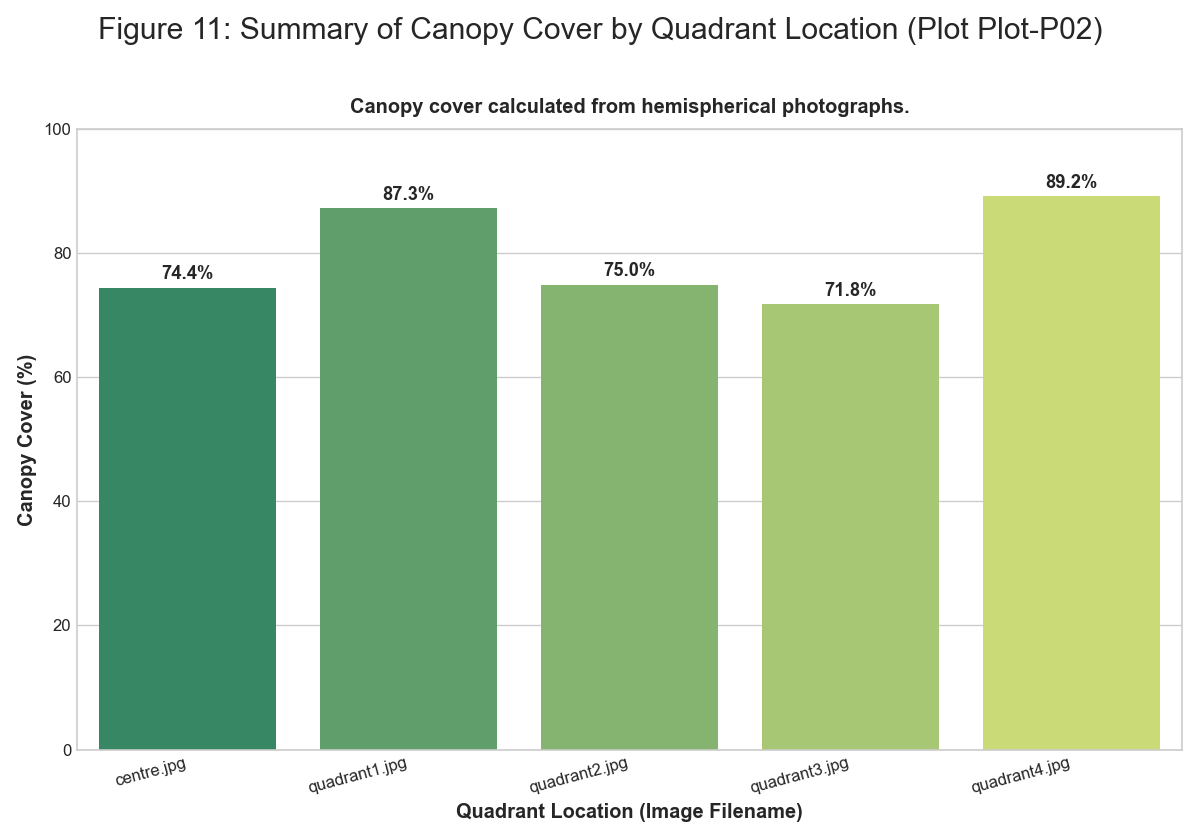 Figure 11: Summary of Canopy Cover by Quadrant Location (Plot Plot-P02)
Canopy cover calculated from hemispherical photographs.
100
80
60
40
20
0
Canopy Cover (%)
74.4%
87.3%
75.0%
71.8%
89.2%
centre.jpg
quadrant1.jpg
quadrant2.jpg
quadrant3.jpg
quadrant4.jpg
Quadrant Location (Image Filename)